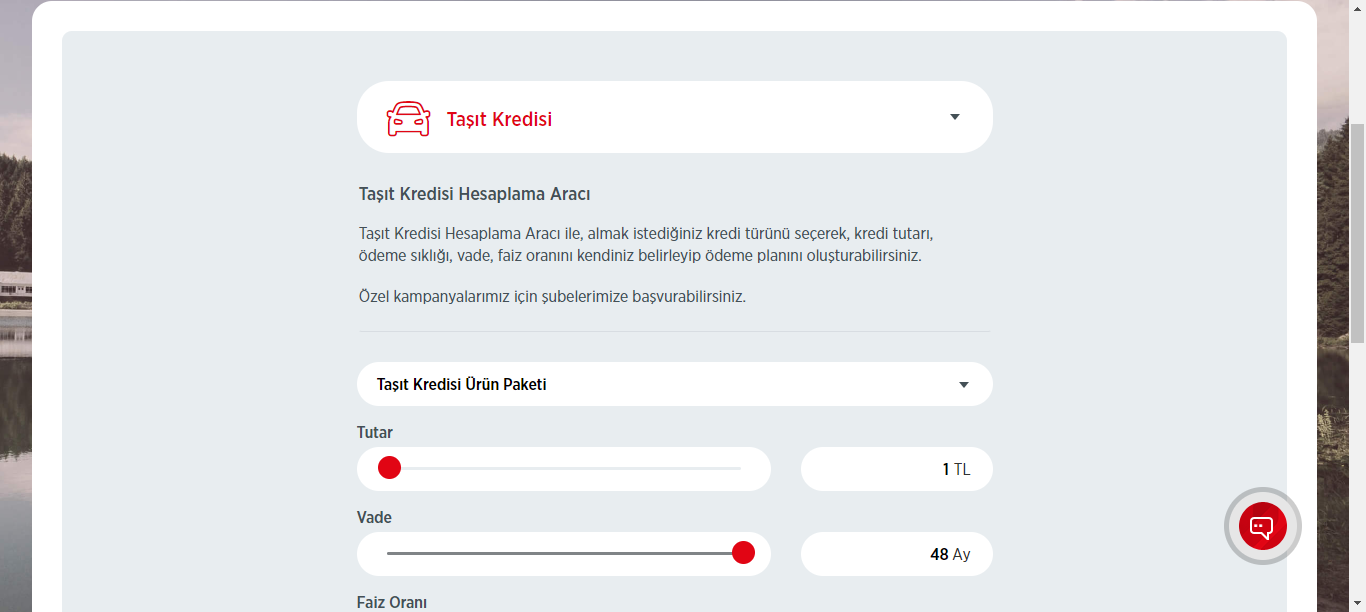 Taşıt Kredisi
Taşıt Kredisi Hesaplama Aracı
Taşıt Kredisi Hesaplama Aracı ile, almak istediğiniz kredi türünü seçerek, kredi tutarı,
ödeme sıklığı, vade, faiz oranını kendiniz belirleyip ödeme planını oluşturabilirsiniz.
Özel kampanyalarımız için şubelerimize başvurabilirsiniz.
Taşıt Kredisi Ürün Paketi
Tutar
1 TL
Vade
48 Ay
Faiz Oranı